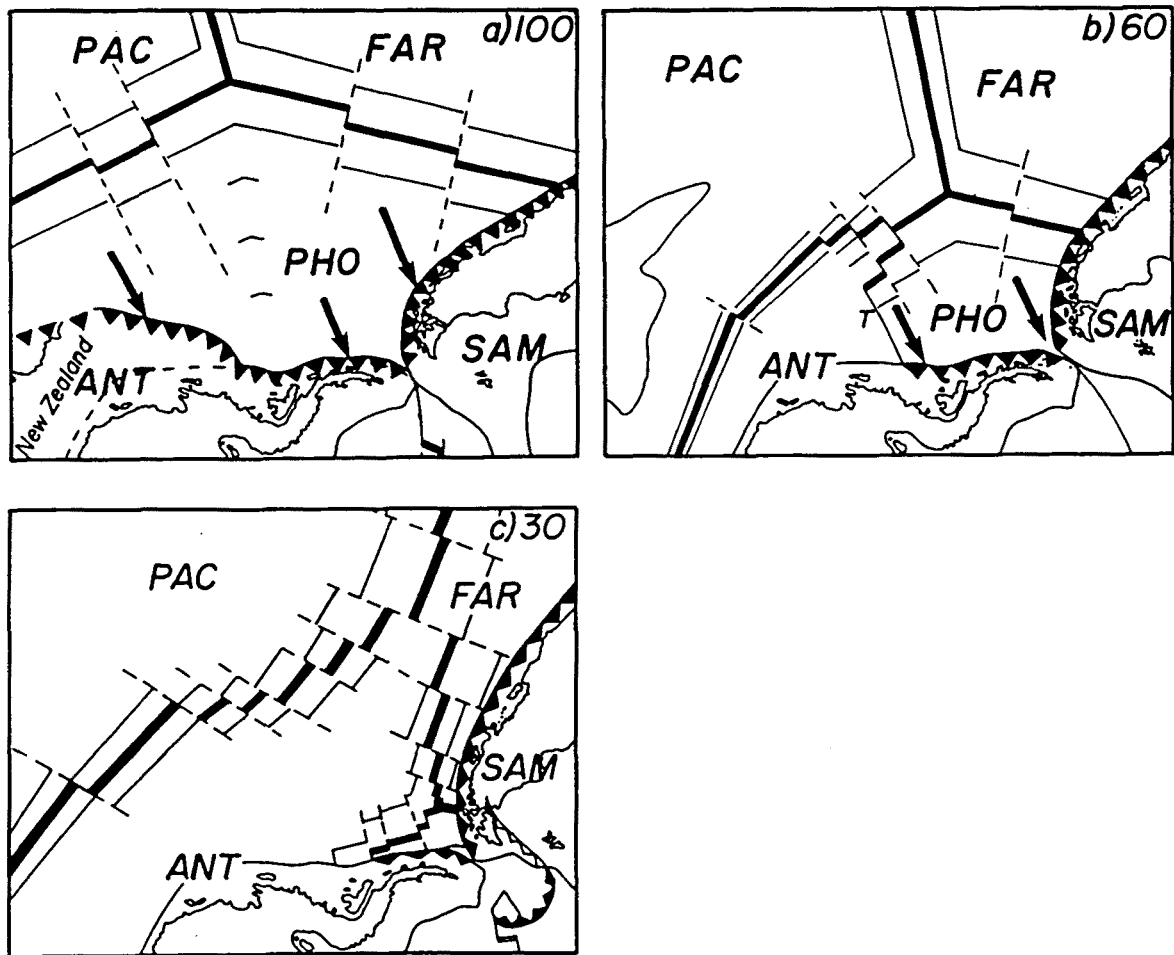 a)100
PAC
FAR
PHO
SAM
ANT
New Zealand
b)60
PAC
FAR
T
PHO
SAM
ANT
c)30
PAC
FAR
SAM
ANT